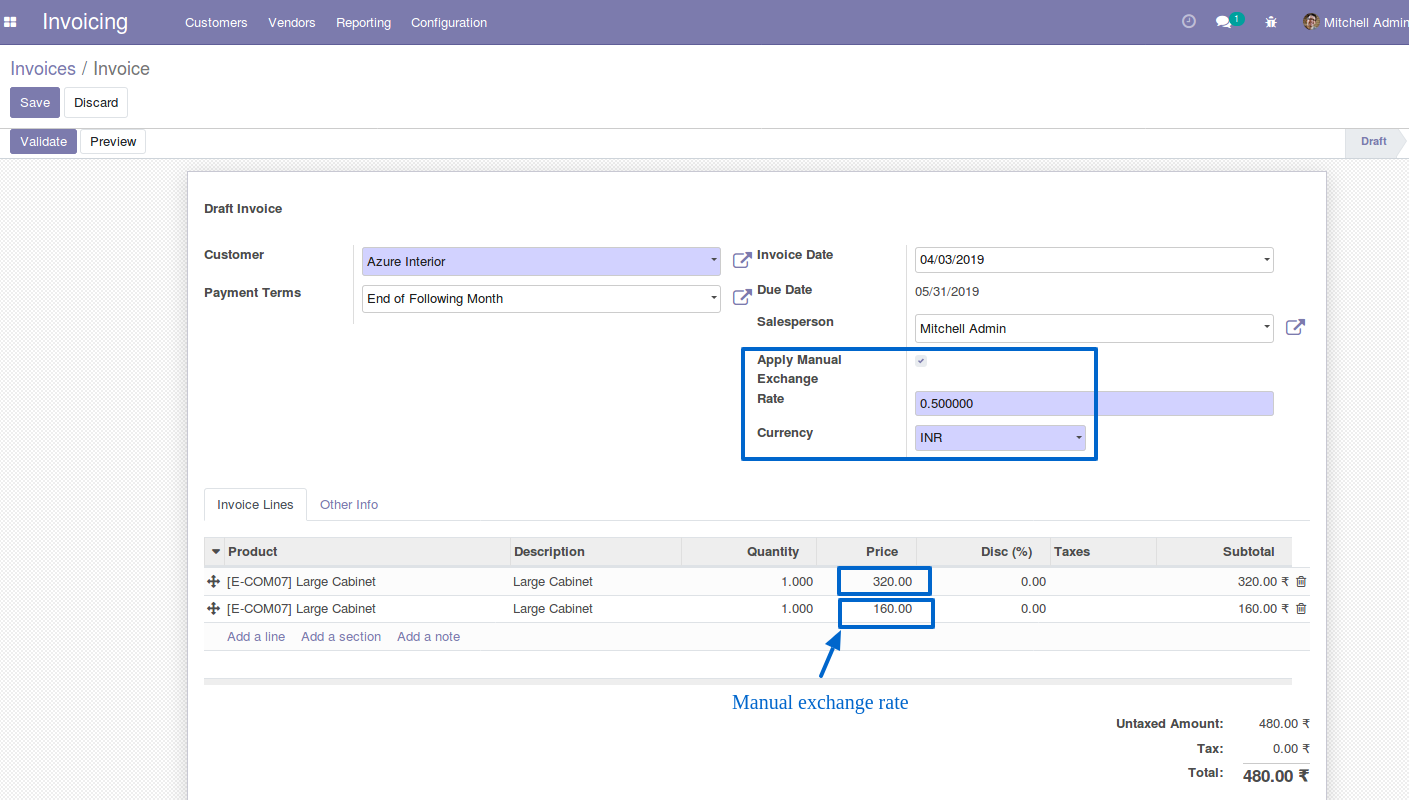 Invoicing Customers Vendors Reporting Configuration 1 Mitchell Admin
Invoices / Invoice
Save Discard
Validate Preview Draft
Draft Invoice
Customer Azure Interior Invoice Date 04/03/2019
Payment Terms End of Following Month Due Date 05/31/2019
Salesperson Mitchell Admin
Apply Manual
Exchange
Rate 0.500000
Currency INR
Invoice Lines Other Info
Product Description Quantity Price Disc (%) Taxes Subtotal
[E-COM07] Large Cabinet Large Cabinet 1.000 320.00 0.00 320.00 ₹
[E-COM07] Large Cabinet Large Cabinet 1.000 160.00 0.00 160.00 ₹
Add a line Add a section Add a note
Manual exchange rate
Untaxed Amount: 480.00 ₹
Tax: 0.00 ₹
Total: 480.00 ₹